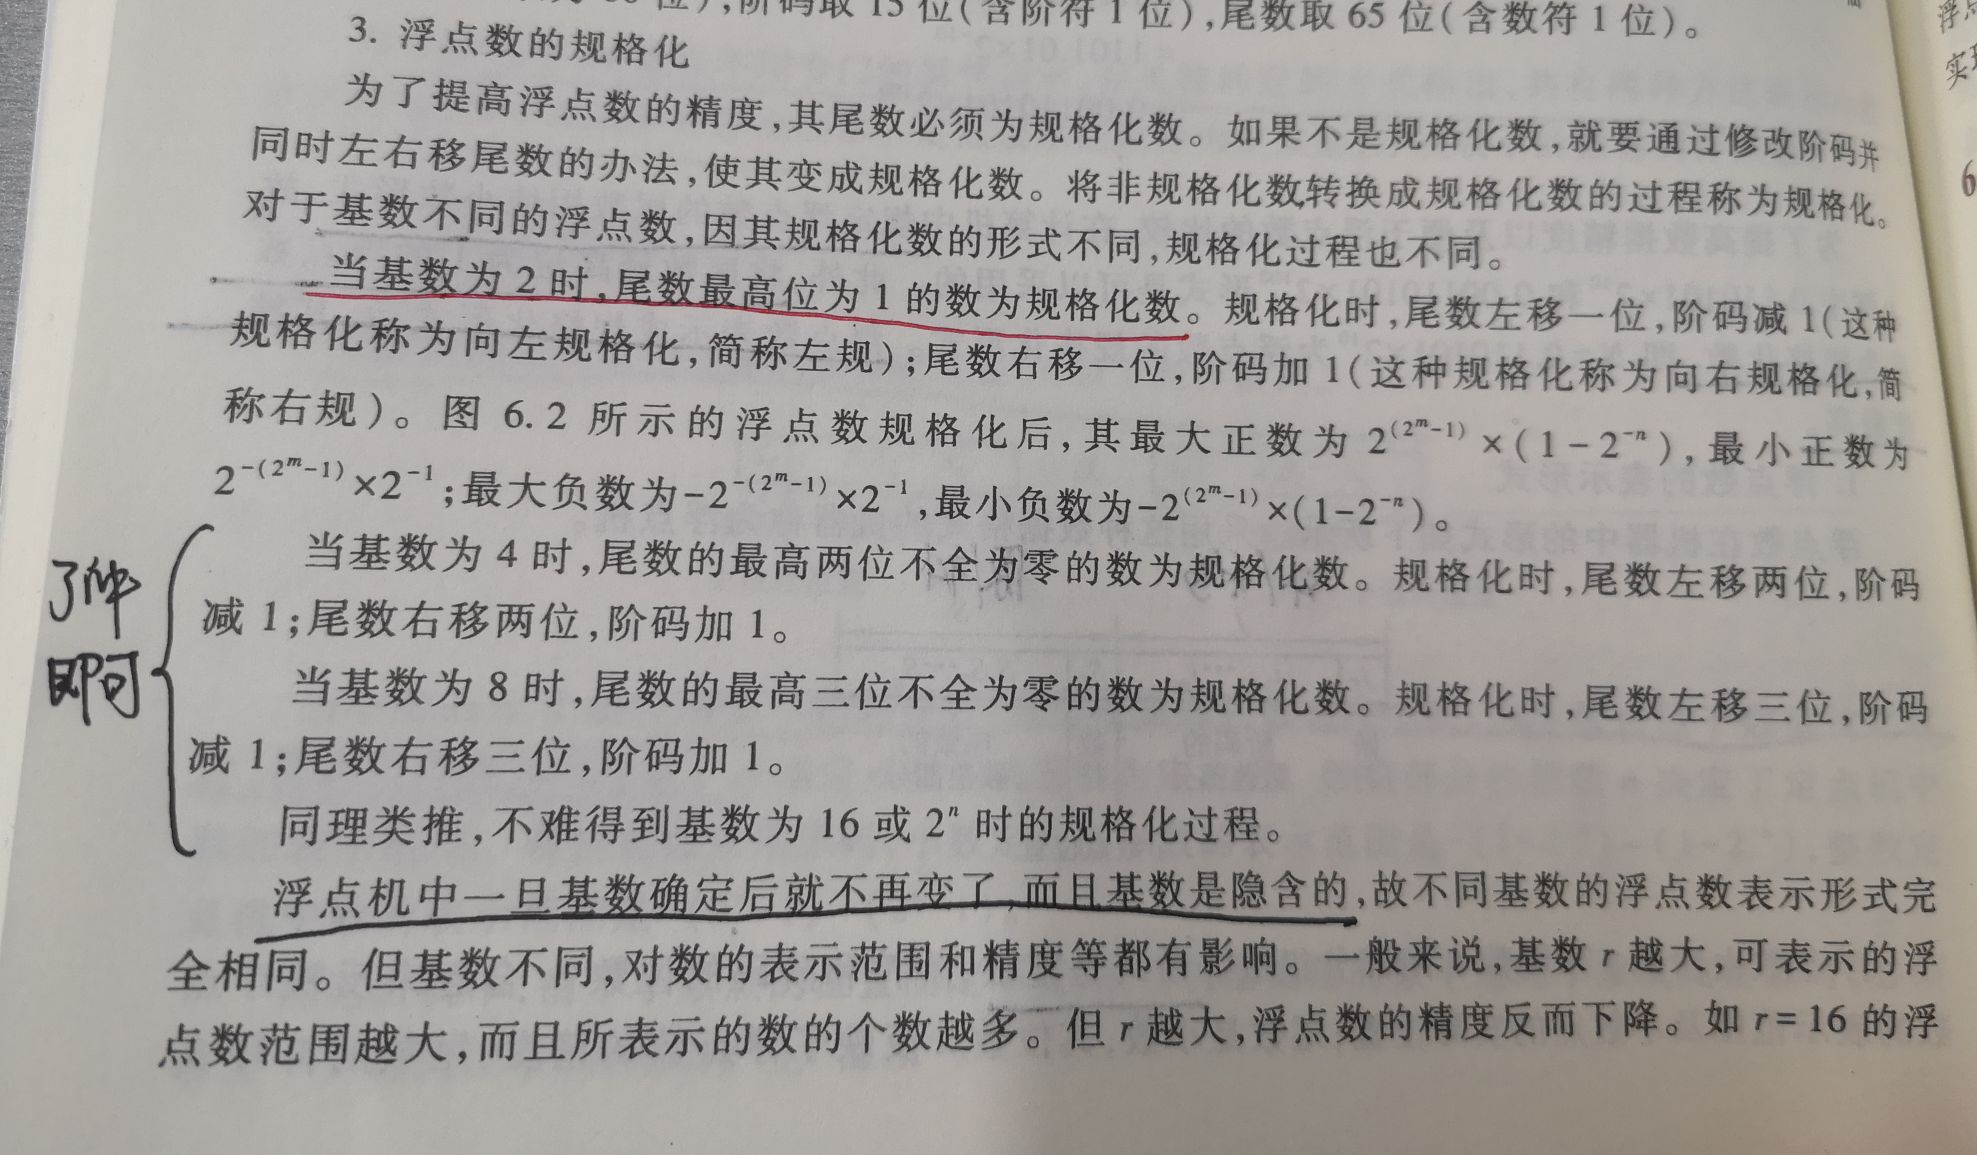 位),阶码取 15 位(含阶符 1 位),尾数取 65 位(含数符 1 位)。
3. 浮点数的规格化
为了提高浮点数的精度,其尾数必须为规格化数。如果不是规格化数,就要通过修改阶码并
同时左右移尾数的办法,使其变成规格化数。将非规格化数转换成规格化数的过程称为规格化。
对于基数不同的浮点数,因其规格化数的形式不同,规格化过程也不同。
当基数为 2 时,尾数最高位为 1 的数为规格化数。规格化时,尾数左移一位,阶码减 1(这种
规格化称为向左规格化,简称左规);尾数右移一位,阶码加 1(这种规格化称为向右规格化,简
称右规)。图 6.2 所示的浮点数规格化后,其最大正数为 2^(2^m-1) ×(1-2^-n),最小正数为
2^-(2^m-1) ×2^-1;最大负数为-2^-(2^m-1) ×2^-1,最小负数为-2^(2^m-1) ×(1-2^-n)。
当基数为 4 时,尾数的最高两位不全为零的数为规格化数。规格化时,尾数左移两位,阶码
减 1;尾数右移两位,阶码加 1。
当基数为 8 时,尾数的最高三位不全为零的数为规格化数。规格化时,尾数左移三位,阶码
减 1;尾数右移三位,阶码加 1。
同理类推,不难得到基数为 16 或 2^n 时的规格化过程。
浮点机中一旦基数确定后就不再变了,而且基数是隐含的,故不同基数的浮点数表示形式完
全相同。但基数不同,对数的表示范围和精度等都有影响。一般来说,基数 r 越大,可表示的浮
点数范围越大,而且所表示的数的个数越多。但 r 越大,浮点数的精度反而下降。如 r=16 的浮
了解
即可
浮点
实现
6